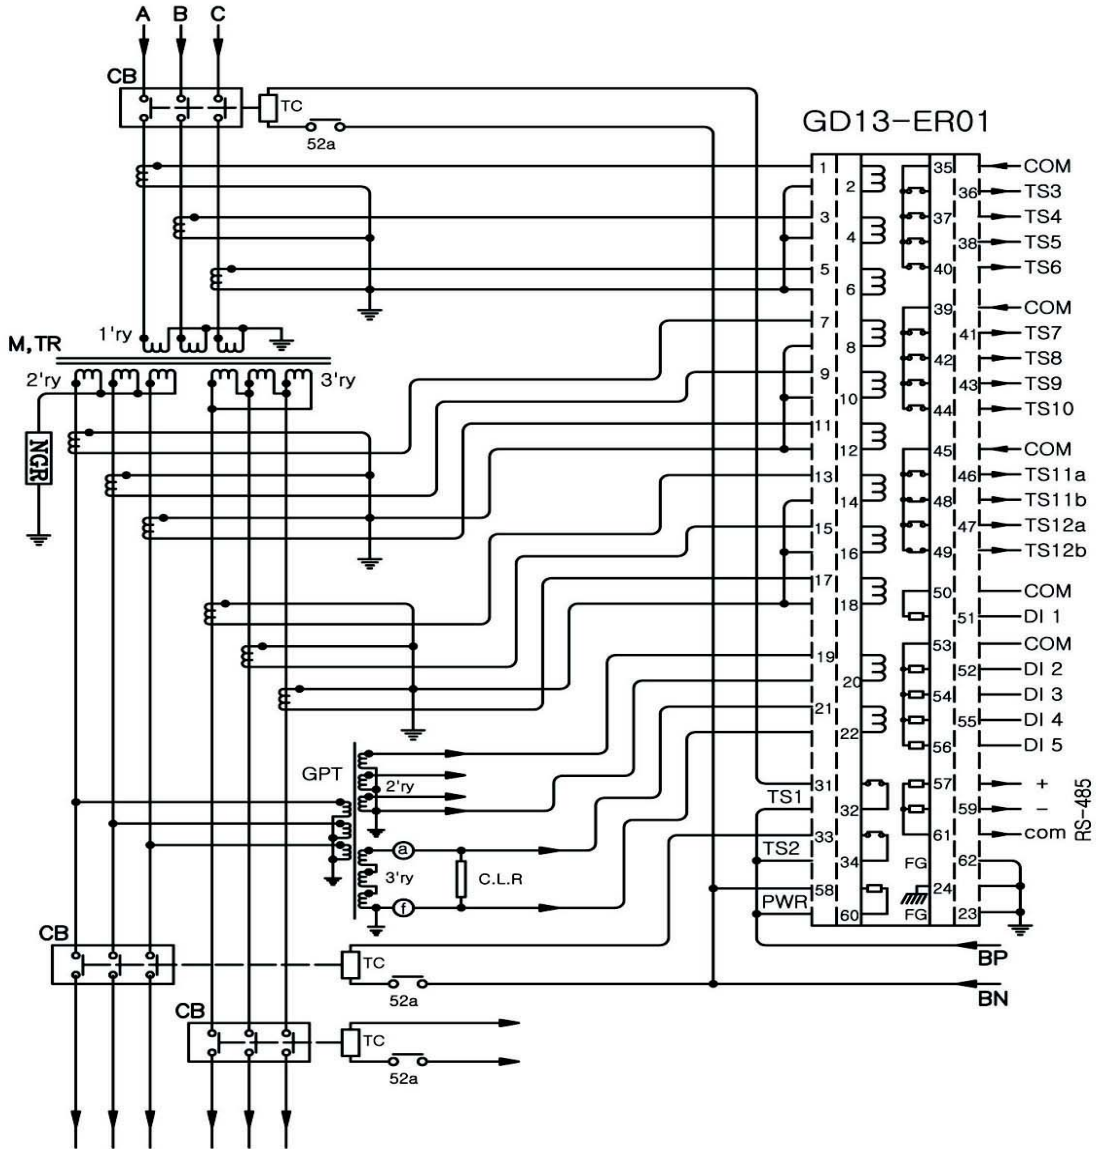 A B C
CB
TC
52a
GD13-ER01
1 35 COM
2 36 TS3
3 37 TS4
4 38 TS5
5 40 TS6
6
39 COM
7 41 TS7
8 42 TS8
9 43 TS9
10 44 TS10
11 45 COM
12 46 TS11a
13 48 TS11b
14 47 TS12a
15 49 TS12b
16
17 50 COM
18 51 DI 1
53 COM
19 52 DI 2
20 54 DI 3
21 55 DI 4
22 56 DI 5
TS1 31 57 +
32 59 -
33 61 com
RS-485
TS2 34 FG 62
58 24
PWR 60 FG 23
1'ry
M,TR
2'ry 3'ry
NGR
GPT
2'ry
a
3'ry C.L.R
f
CB
TC
52a
BP
BN
CB
TC
52a